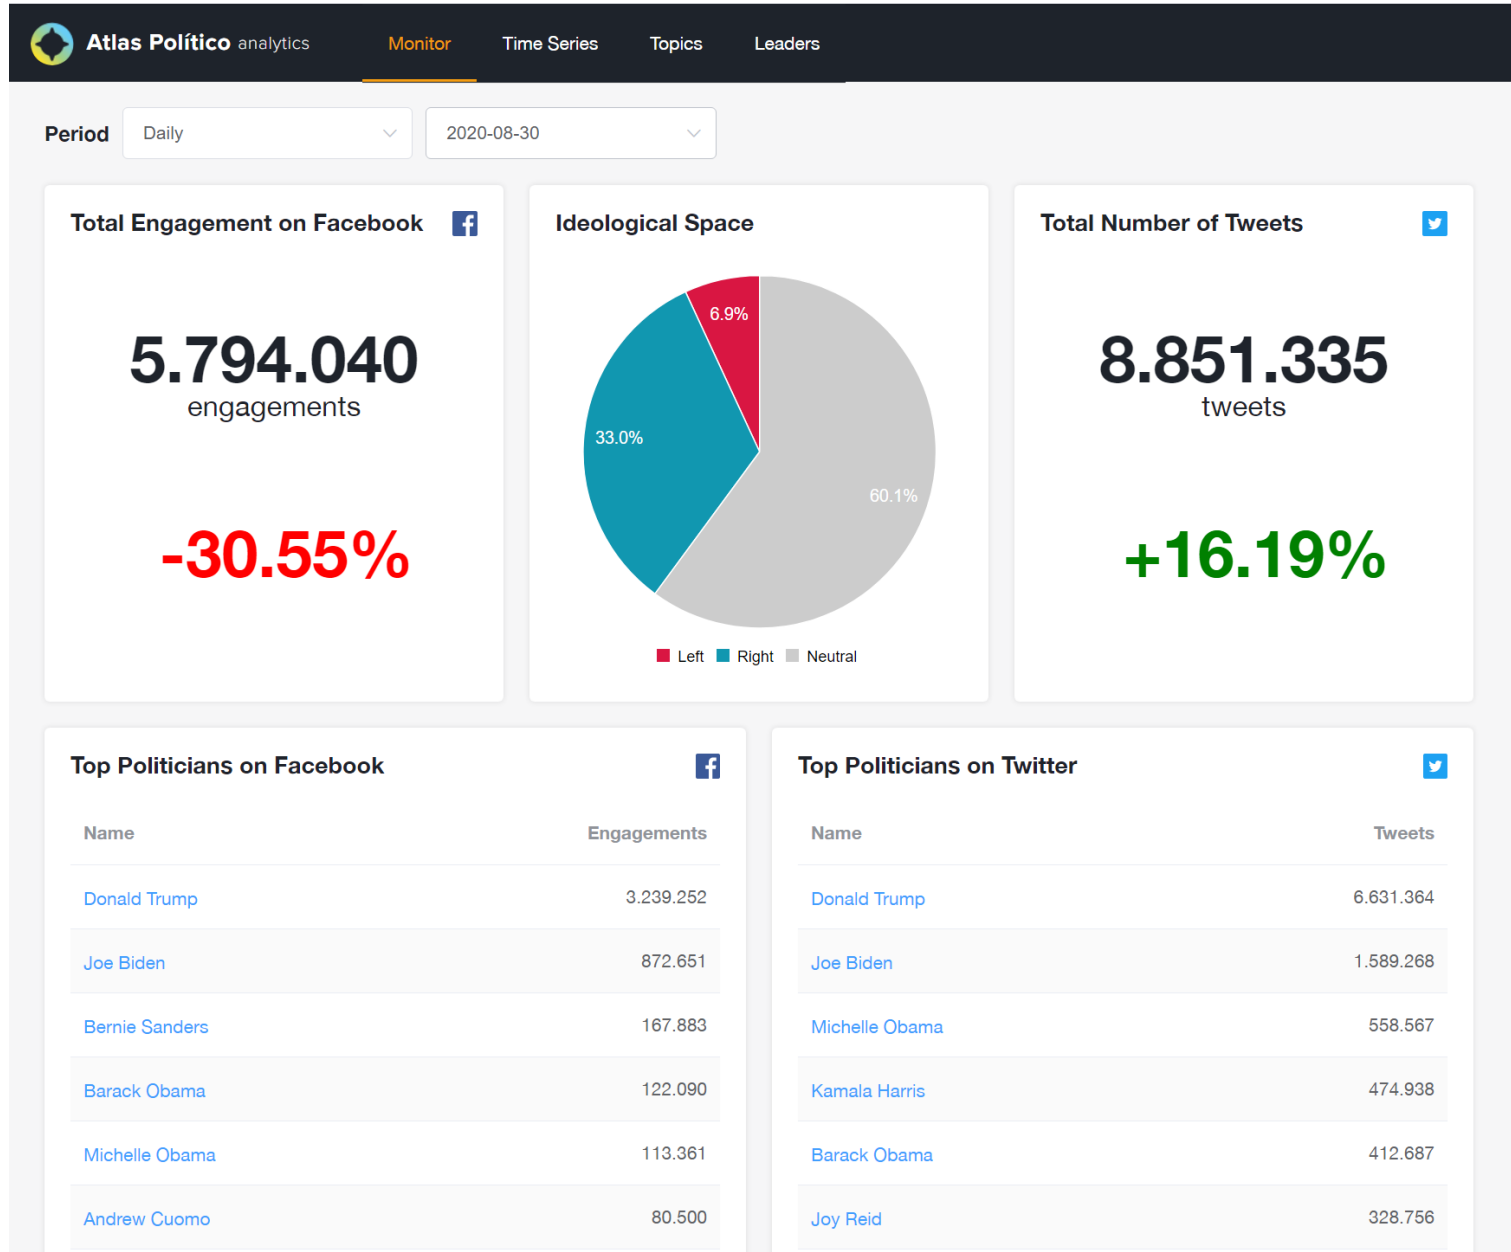 Atlas Político analytics Monitor Time Series Topics Leaders
Period Daily 2020-08-30
Total Engagement on Facebook
5.794.040
engagements
-30.55%
Ideological Space
6.9%
33.0%
60.1%
Left Right Neutral
Total Number of Tweets
8.851.335
tweets
+16.19%
Top Politicians on Facebook
Name Engagements
Donald Trump 3.239.252
Joe Biden 872.651
Bernie Sanders 167.883
Barack Obama 122.090
Michelle Obama 113.361
Andrew Cuomo 80.500
Top Politicians on Twitter
Name Tweets
Donald Trump 6.631.364
Joe Biden 1.589.268
Michelle Obama 558.567
Kamala Harris 474.938
Barack Obama 412.687
Joy Reid 328.756